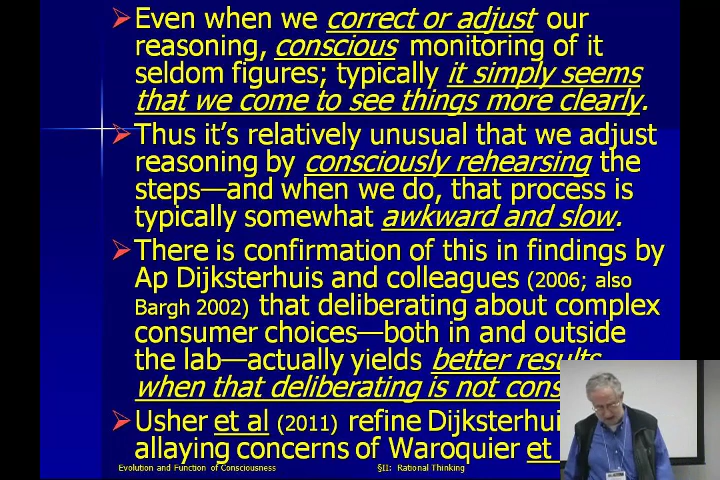 Even when we correct or adjust our
reasoning, conscious monitoring of it
seldom figures; typically it simply seems
that we come to see things more clearly.
Thus it's relatively unusual that we adjust
reasoning by consciously rehearsing the
steps—and when we do, that process is
typically somewhat awkward and slow.
There is confirmation of this in findings by
Ap Dijksterhuis and colleagues (2006; also
Bargh 2002) that deliberating about complex
consumer choices—both in and outside
the lab—actually yields better results
when that deliberating is not
Usher et al (2011) refine
allaying concerns of Waroquier et
Evolution and Function of Consciousness §II: Rational Thinking